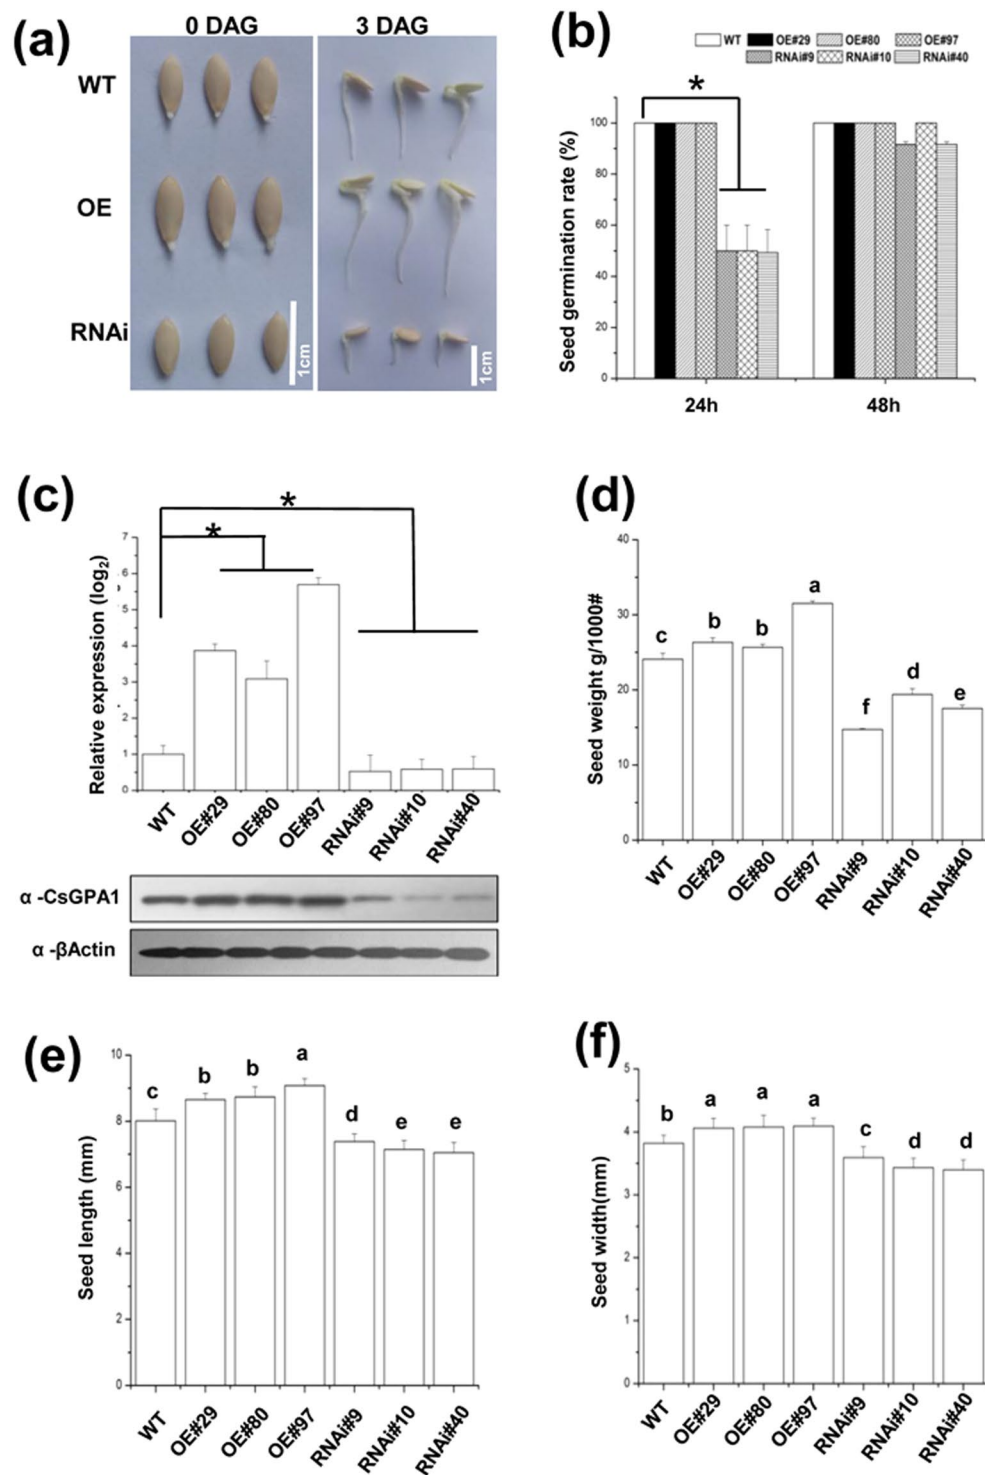 (a)
0 DAG 3 DAG
WT
OE
RNAi
1cm 1cm
(b)
WT OE#29 OE#80 OE#97
RNAi#9 RNAi#10 RNAi#40
*
Seed germination rate (%)
100
80
60
40
20
0
24h 48h
(c)
*
*
Relative expression (log2)
7
6
5
4
3
2
1
0
WT OE#29 OE#80 OE#97 RNAi#9 RNAi#10 RNAi#40
α -CsGPA1
α -βActin
(d)
Seed weight g/1000#
40
30
20
10
0
c b b a f d e
WT OE#29 OE#80 OE#97 RNAi#9 RNAi#10 RNAi#40
(e)
Seed length (mm)
10
8
6
4
2
0
c b b a d e e
WT OE#29 OE#80 OE#97 RNAi#9 RNAi#10 RNAi#40
(f)
Seed width(mm)
5
4
3
2
1
0
b a a a c d d
WT OE#29 OE#80 OE#97 RNAi#9 RNAi#10 RNAi#40